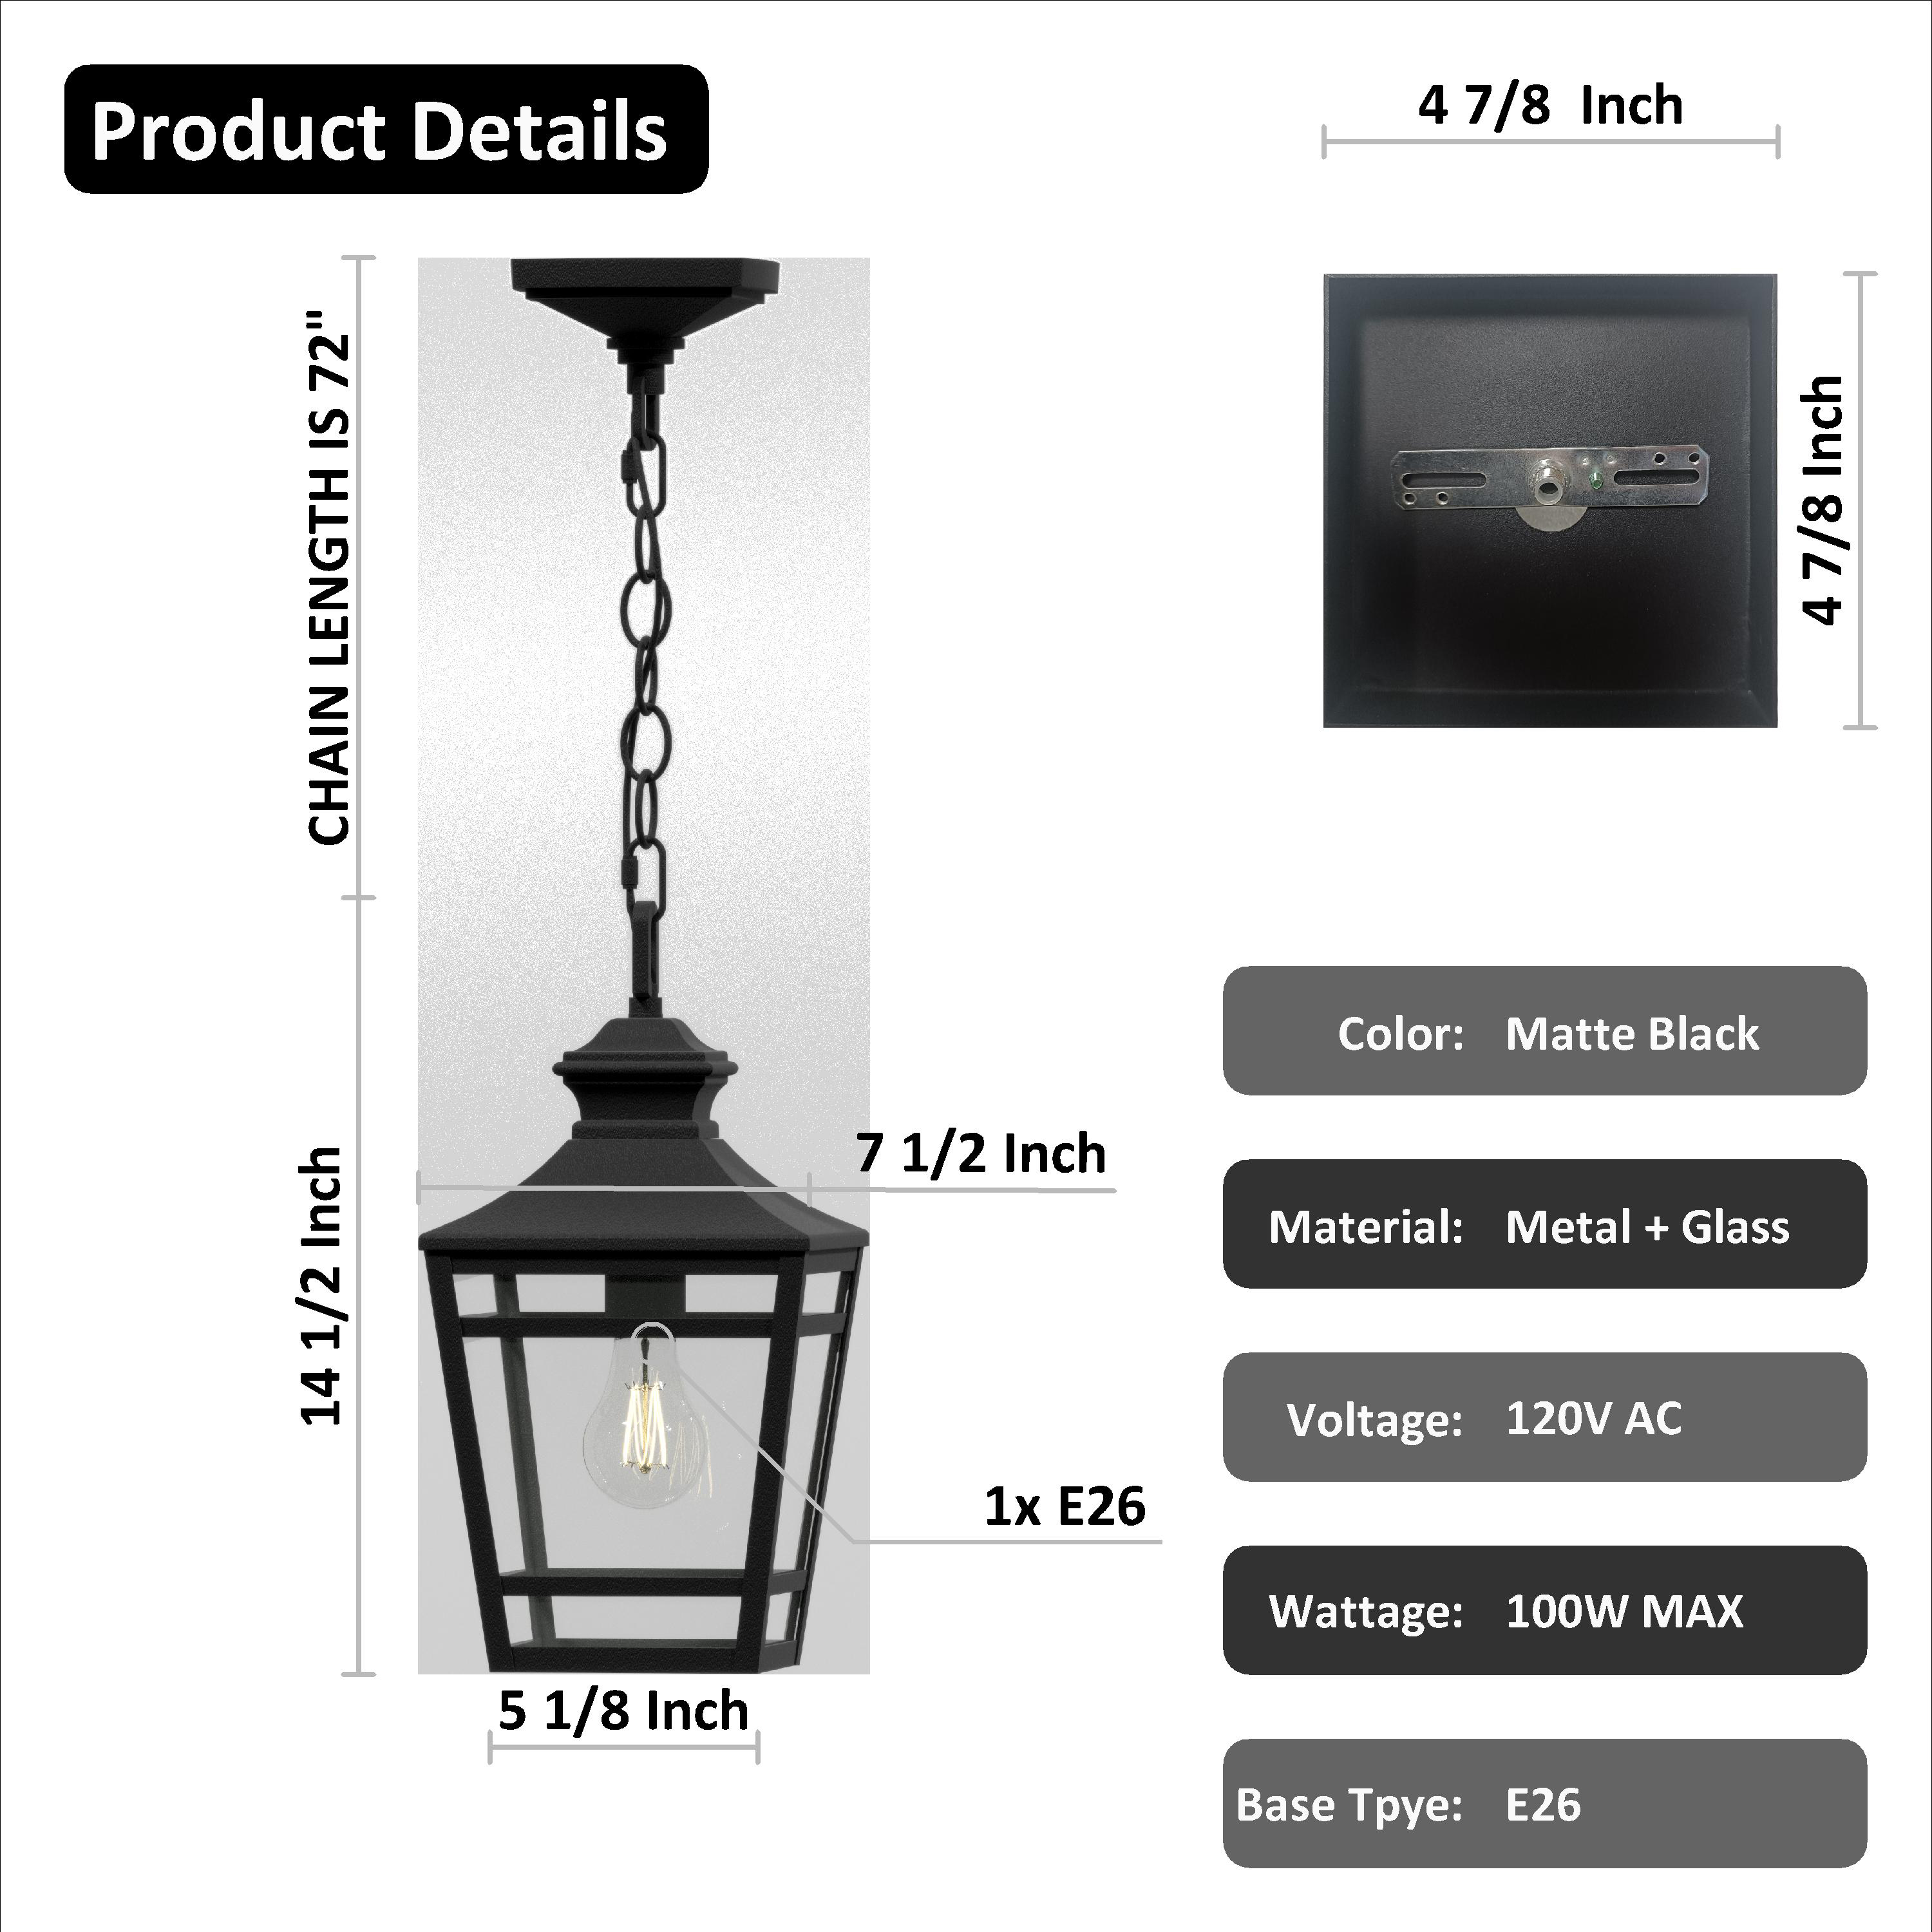 Product Details
4 7/8 Inch
CHAIN LENGTH IS 72"
4 7/8 Inch
7 1/2 Inch
14 1/2 Inch
1x E26
5 1/8 Inch
Color: Matte Black
Material: Metal + Glass
Voltage: 120V AC
Wattage: 100W MAX
Base Tpye: E26